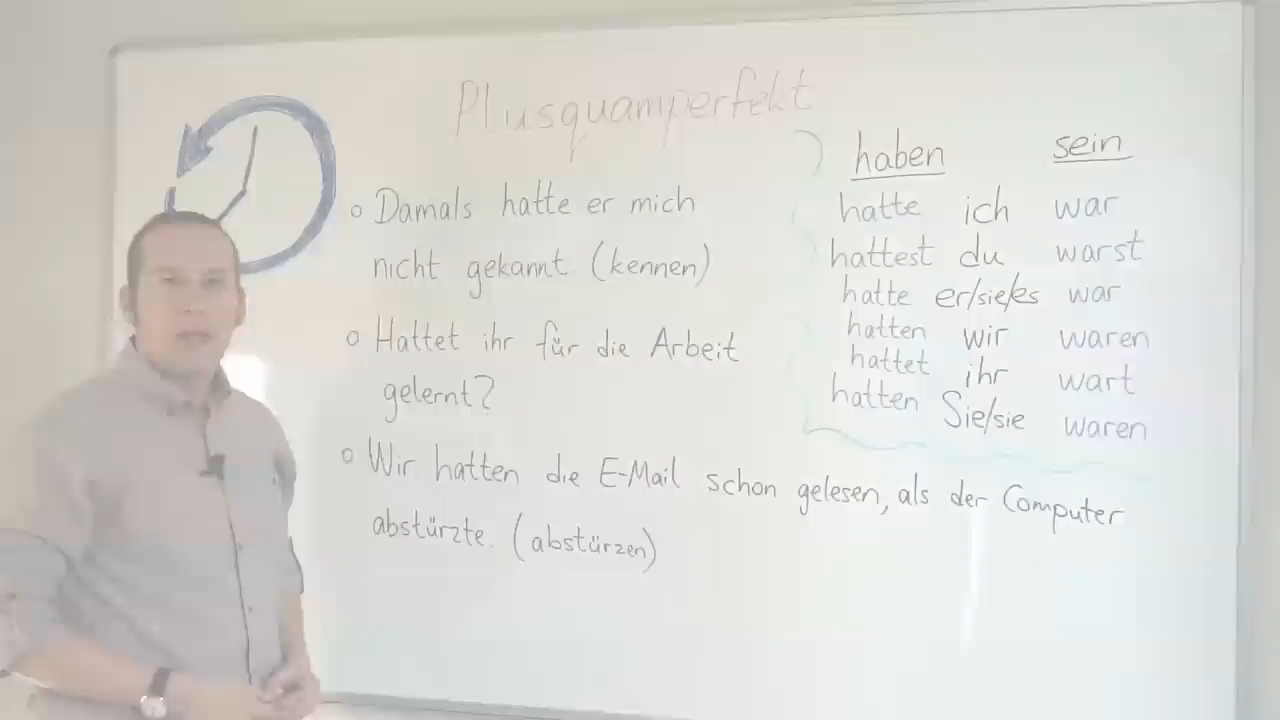 Plusquamperfekt
◦ Damals hatte er mich
nicht gekannt. (kennen)
◦ Hattet ihr für die Arbeit
gelernt?
◦ Wir hatten die E-Mail schon gelesen, als der Computer
abstürzte. (abstürzen)
haben sein
hatte ich war
hattest du warst
hatte er/sie/es war
hatten wir waren
hattet ihr wart
hatten Sie/sie waren